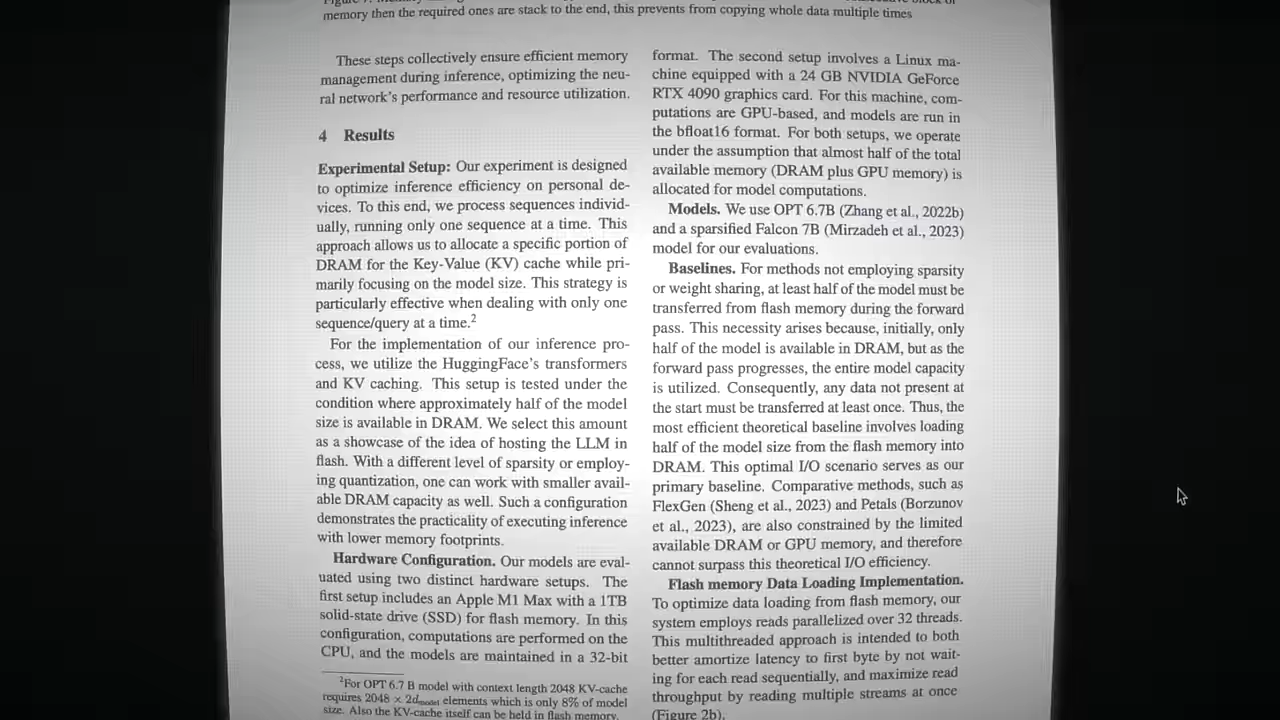 memory then the required ones are stack to the end, this prevents from copying whole data multiple times
These steps collectively ensure efficient memory
management during inference, optimizing the neu-
ral network's performance and resource utilization.
4 Results
Experimental Setup: Our experiment is designed
to optimize inference efficiency on personal de-
vices. To this end, we process sequences individ-
ually, running only one sequence at a time. This
approach allows us to allocate a specific portion of
DRAM for the Key-Value (KV) cache while pri-
marily focusing on the model size. This strategy is
particularly effective when dealing with only one
sequence/query at a time.²
For the implementation of our inference pro-
cess, we utilize the HuggingFace's transformers
and KV caching. This setup is tested under the
condition where approximately half of the model
size is available in DRAM. We select this amount
as a showcase of the idea of hosting the LLM in
flash. With a different level of sparsity or employ-
ing quantization, one can work with smaller avail-
able DRAM capacity as well. Such a configuration
demonstrates the practicality of executing inference
with lower memory footprints.
Hardware Configuration. Our models are eval-
uated using two distinct hardware setups. The
first setup includes an Apple M1 Max with a 1TB
solid-state drive (SSD) for flash memory. In this
configuration, computations are performed on the
CPU, and the models are maintained in a 32-bit
²For OPT 6.7 B model with context length 2048 KV-cache
requires 2048 × 2d_model elements which is only 8% of model
size. Also the KV-cache itself can be held in flash memory.
format. The second setup involves a Linux ma-
chine equipped with a 24 GB NVIDIA GeForce
RTX 4090 graphics card. For this machine, com-
putations are GPU-based, and models are run in
the bfloat16 format. For both setups, we operate
under the assumption that almost half of the total
available memory (DRAM plus GPU memory) is
allocated for model computations.
Models. We use OPT 6.7B (Zhang et al., 2022b)
and a sparsified Falcon 7B (Mirzadeh et al., 2023)
model for our evaluations.
Baselines. For methods not employing sparsity
or weight sharing, at least half of the model must be
transferred from flash memory during the forward
pass. This necessity arises because, initially, only
half of the model is available in DRAM, but as the
forward pass progresses, the entire model capacity
is utilized. Consequently, any data not present at
the start must be transferred at least once. Thus, the
most efficient theoretical baseline involves loading
half of the model size from the flash memory into
DRAM. This optimal I/O scenario serves as our
primary baseline. Comparative methods, such as
FlexGen (Sheng et al., 2023) and Petals (Borzunov
et al., 2023), are also constrained by the limited
available DRAM or GPU memory, and therefore
cannot surpass this theoretical I/O efficiency.
Flash memory Data Loading Implementation.
To optimize data loading from flash memory, our
system employs reads parallelized over 32 threads.
This multithreaded approach is intended to both
better amortize latency to first byte by not wait-
ing for each read sequentially, and maximize read
throughput by reading multiple streams at once
(Figure 2b).